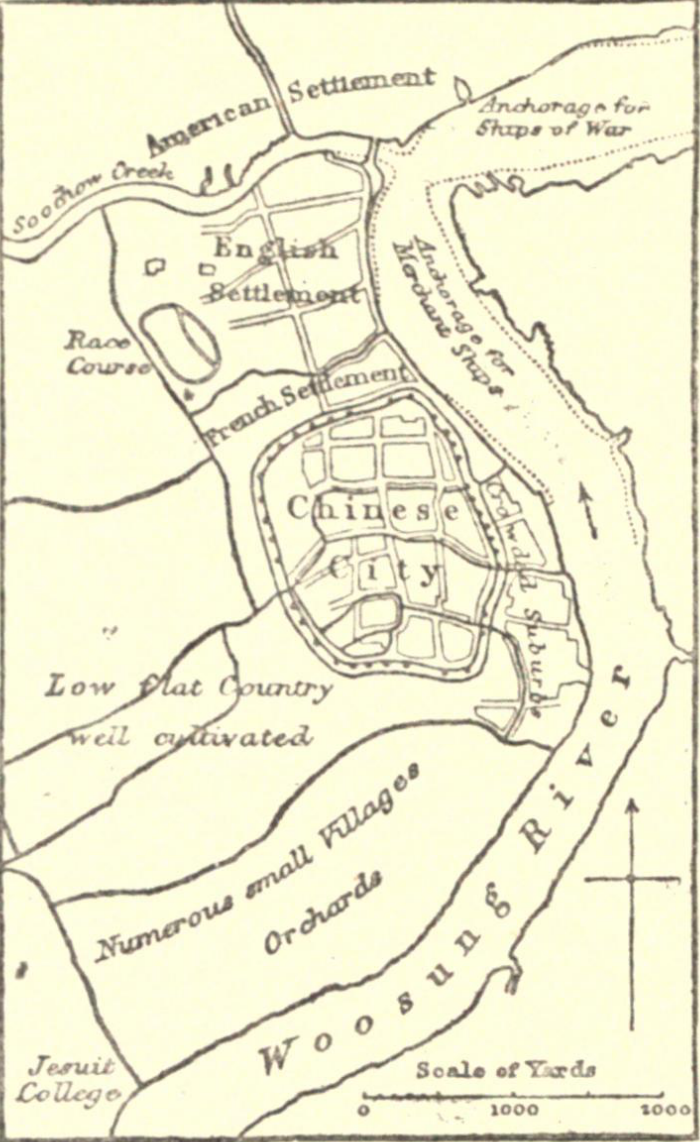 American Settlement
Anchorage for
Ships of War
Soochow Creek
English
Settlement
Anchorage for
Merchant Ships
Race
Course
French Settlement
Chinese
City
Crowded Suburbs
Low flat Country
well cultivated
Numerous small Villages
Orchards
Woosung River
Jesuit
College
Scale of Yards
0 1000 2000